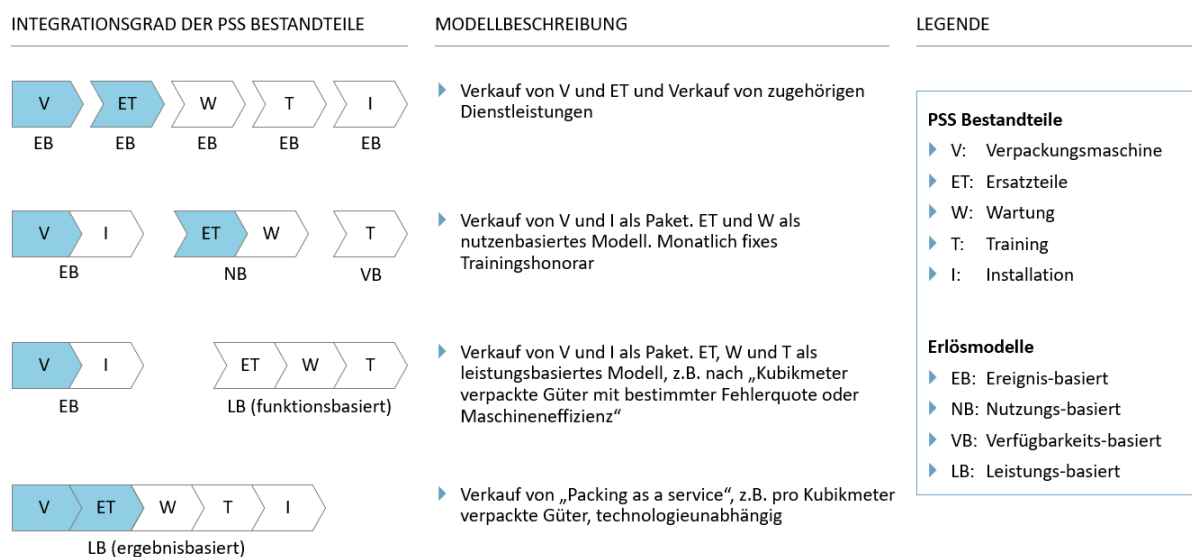 INTEGRATIONSGRAD DER PSS BESTANDTEILE
MODELLBESCHREIBUNG
LEGENDE
V ET W T I
EB EB EB EB EB
Verkauf von V und ET und Verkauf von zugehörigen
Dienstleistungen
V I ET W T
EB NB VB
Verkauf von V und I als Paket. ET und W als
nutzenbasiertes Modell. Monatlich fixes
Trainingshonorar
V I ET W T
EB LB (funktionsbasiert)
Verkauf von V und I als Paket. ET, W und T als
leistungsbasiertes Modell, z.B. nach „Kubikmeter
verpackte Güter mit bestimmter Fehlerquote oder
Maschineneffizienz“
V ET W T I
LB (ergebnisbasiert)
Verkauf von „Packing as a service“, z.B. pro Kubikmeter
verpackte Güter, technologieunabhängig
PSS Bestandteile
V: Verpackungsmaschine
ET: Ersatzteile
W: Wartung
T: Training
I: Installation
Erlösmodelle
EB: Ereignis-basiert
NB: Nutzungs-basiert
VB: Verfügbarkeits-basiert
LB: Leistungs-basiert